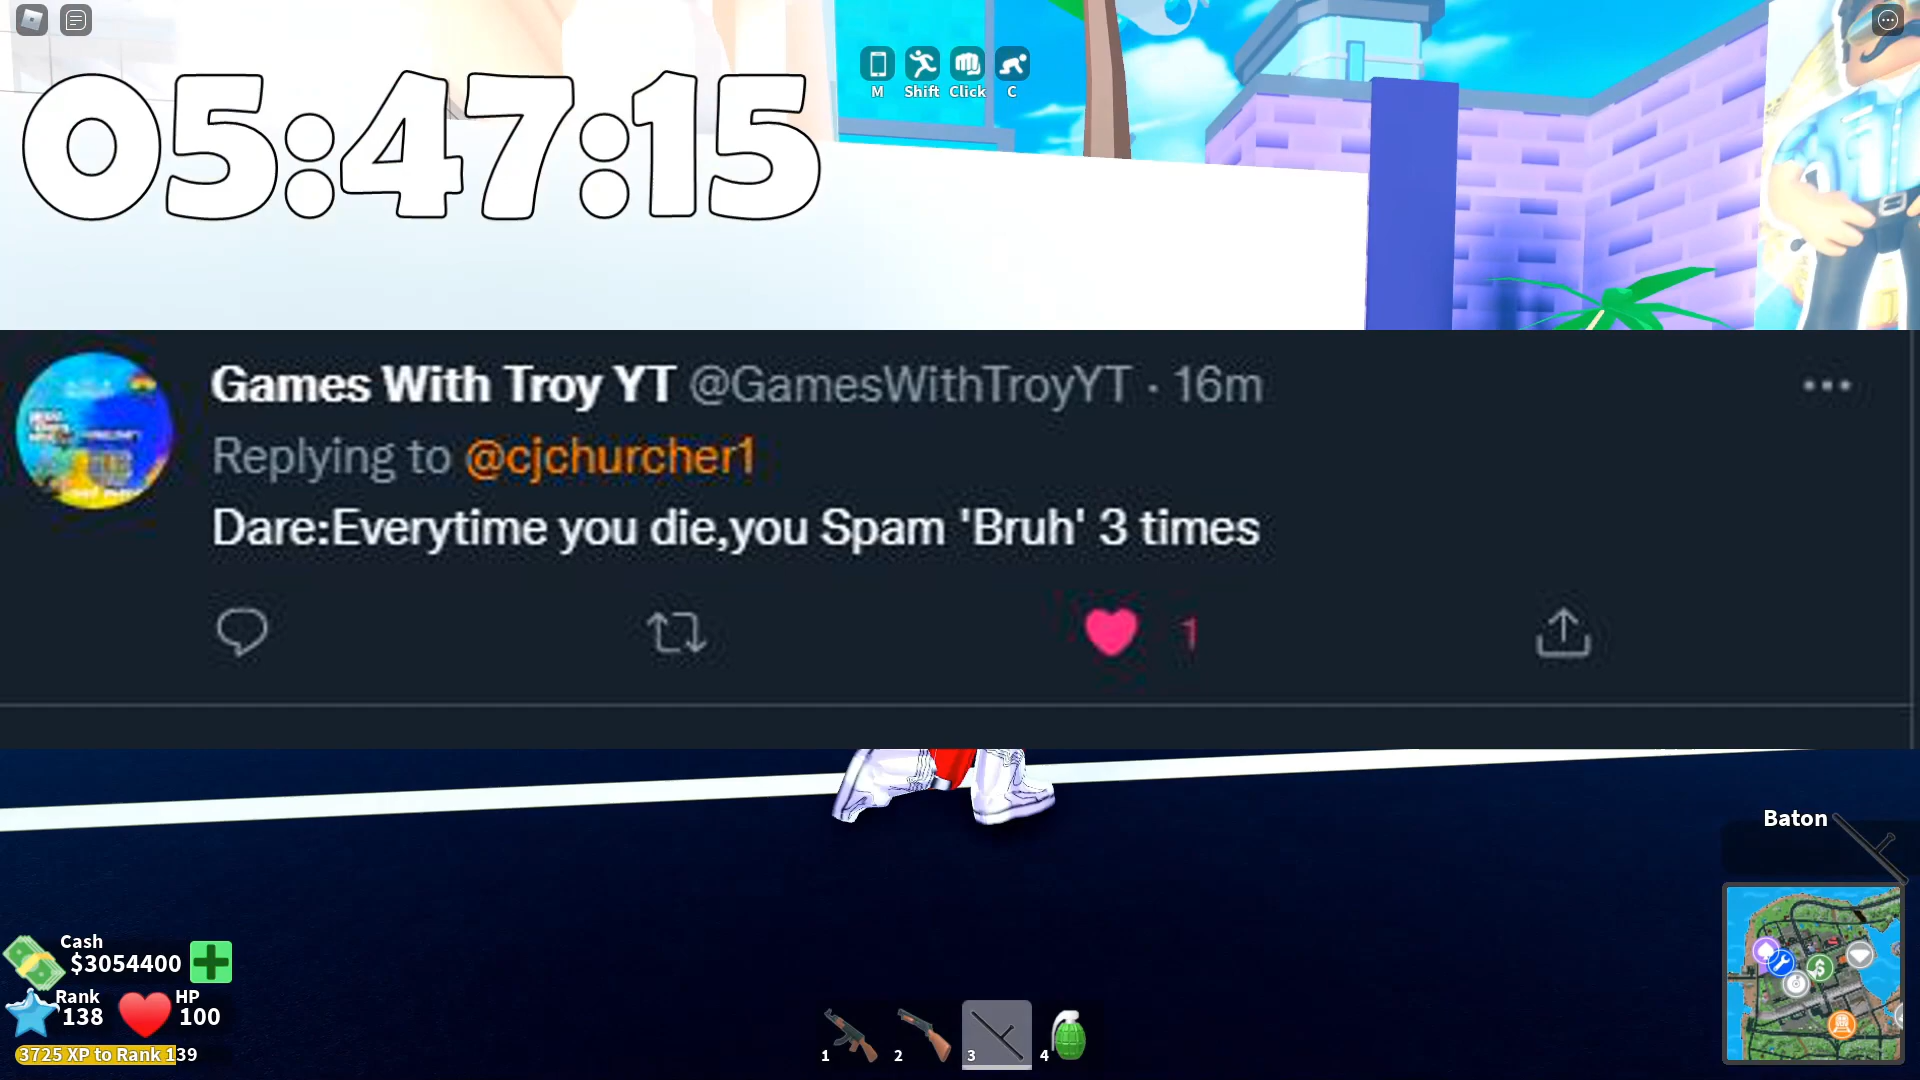 M Shift Click C
05:47:15
Games With Troy YT @GamesWithTroyYT · 16m
Replying to @cjchurcher1
Dare:Everytime you die,you Spam 'Bruh' 3 times
1
Baton
Cash
$3054400
Rank
138
HP
100
3725 XP to Rank 139
1 2 3 4